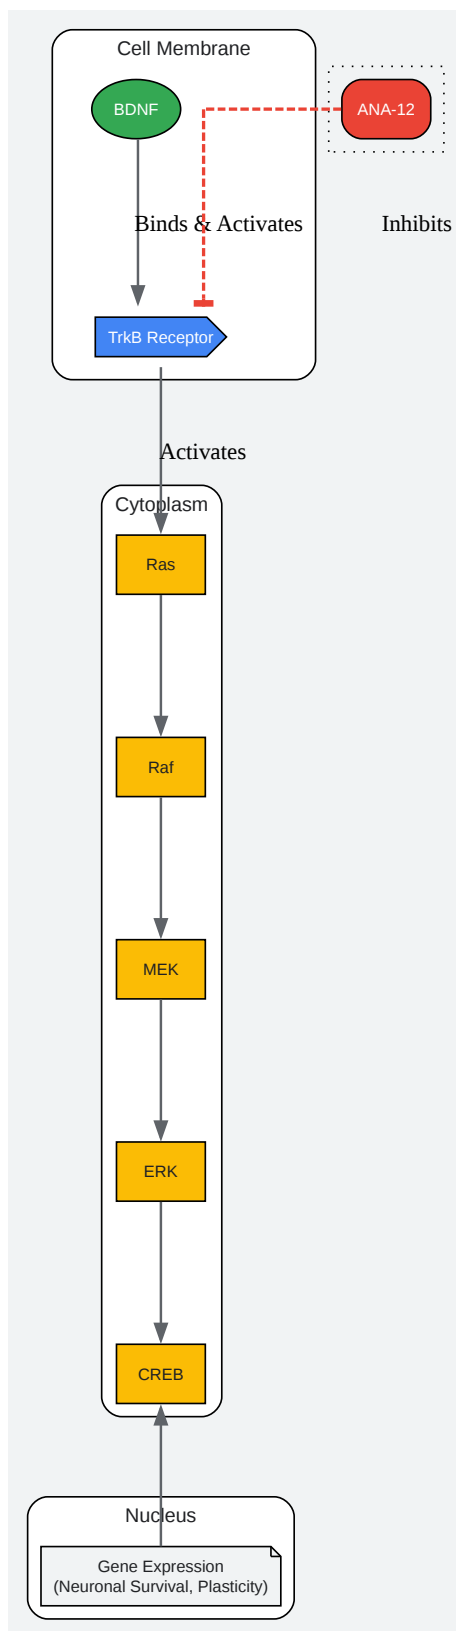 Cell Membrane
BDNF
ANA-12
Binds & Activates
Inhibits
TrkB Receptor
Activates
Cytoplasm
Ras
Raf
MEK
ERK
CREB
Nucleus
Gene Expression
(Neuronal Survival, Plasticity)